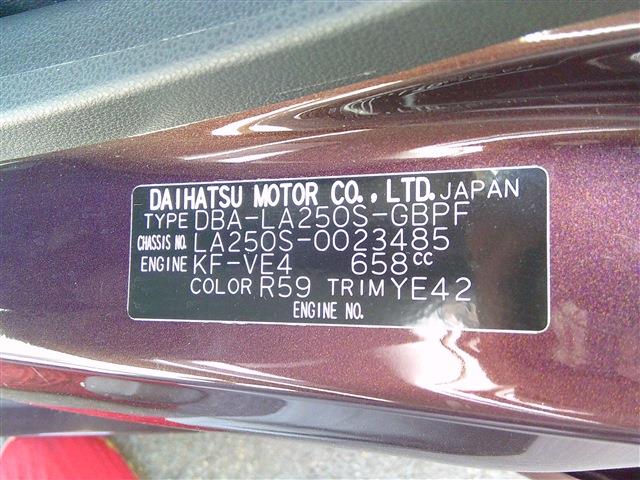 DAIHATSU MOTOR CO., LTD. JAPAN
TYPE DBA-LA250S-GBPF
CHASSIS NO. LA250S-0023485
ENGINE KF-VE4 658CC
COLOR R59 TRIM YE42
ENGINE NO.